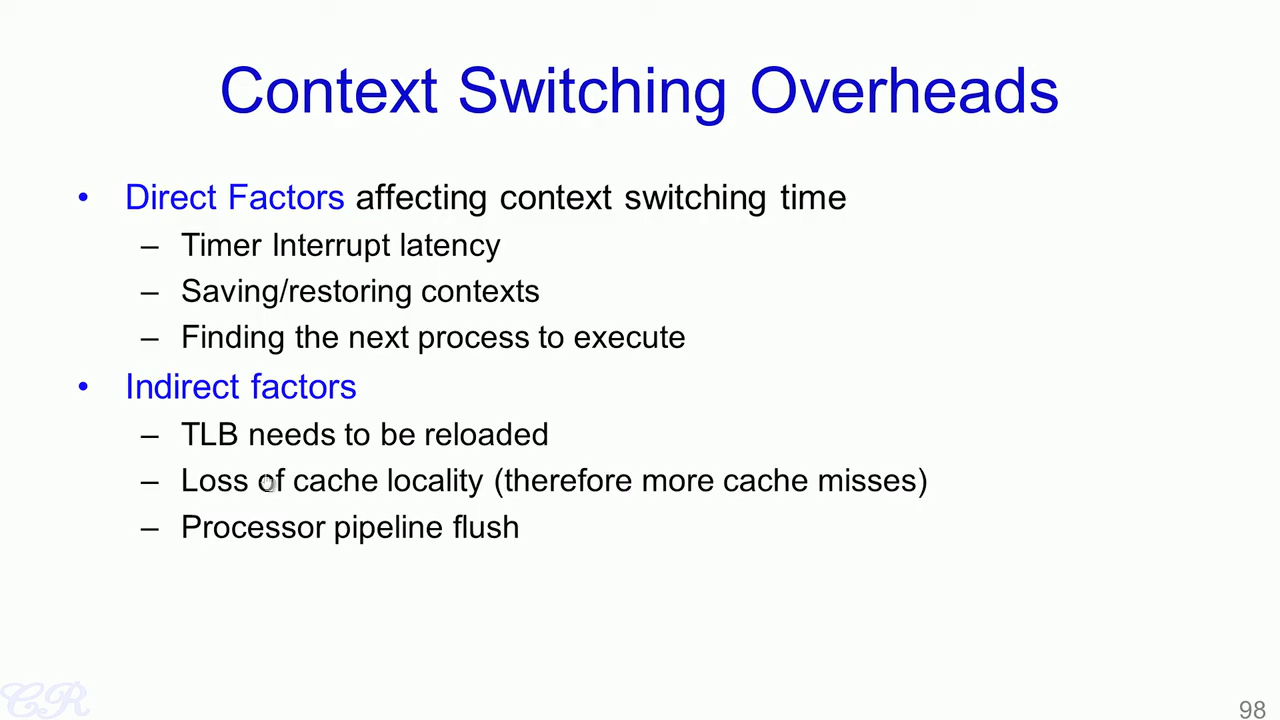 Context Switching Overheads
• Direct Factors affecting context switching time
– Timer Interrupt latency
– Saving/restoring contexts
– Finding the next process to execute
• Indirect factors
– TLB needs to be reloaded
– Loss of cache locality (therefore more cache misses)
– Processor pipeline flush
CR
98